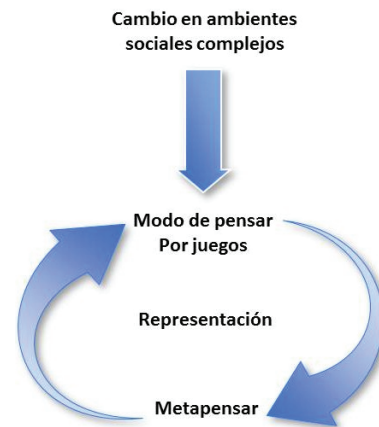 Cambio en ambientes
sociales complejos
Modo de pensar
Por juegos
Representación
Metapensar